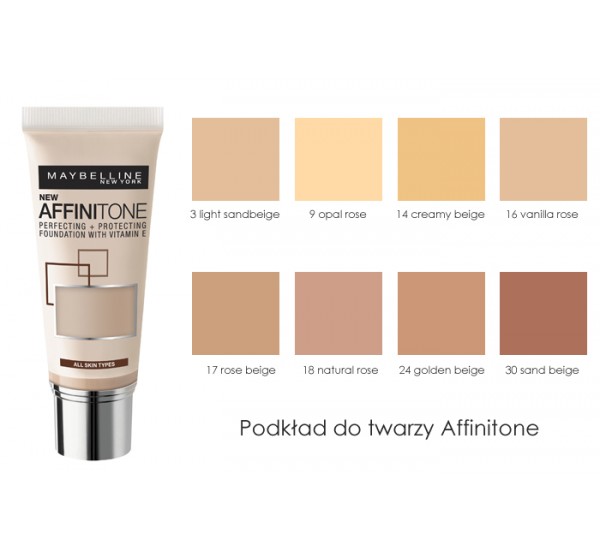 MAYBELLINE
NEW YORK
NEW
AFFINITONE
PERFECTING + PROTECTING
FOUNDATION WITH VITAMIN E
ALL SKIN TYPES
3 light sandbeige
9 opal rose
14 creamy beige
16 vanilla rose
17 rose beige
18 natural rose
24 golden beige
30 sand beige
Podkład do twarzy Affinitone